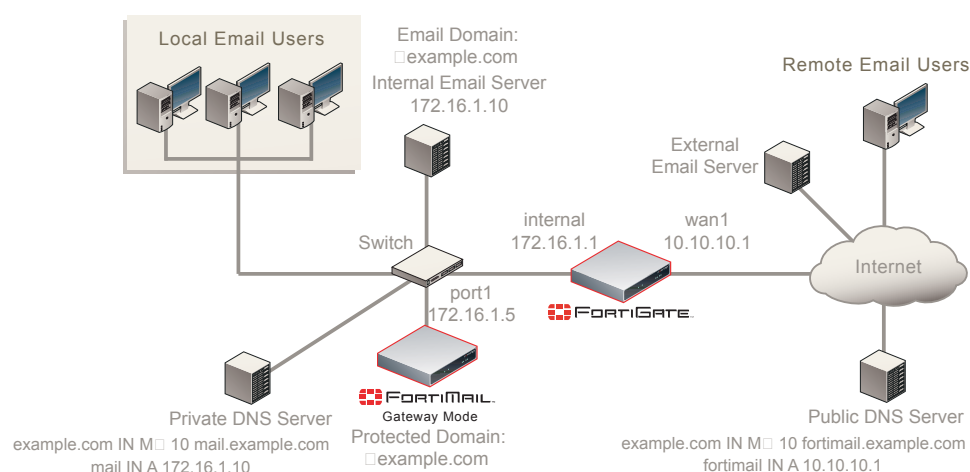 Local Email Users
Email Domain:
□example.com
Internal Email Server
172.16.1.10
Remote Email Users
External
Email Server
internal
172.16.1.1
wan1
10.10.10.1
Switch
Internet
port1
172.16.1.5
FORTIGATE
FORTIMAIL
Gateway Mode
Protected Domain:
□example.com
Private DNS Server
example.com IN M□ 10 mail.example.com
mail IN A 172.16.1.10
Public DNS Server
example.com IN M□ 10 fortimail.example.com
fortimail IN A 10.10.10.1